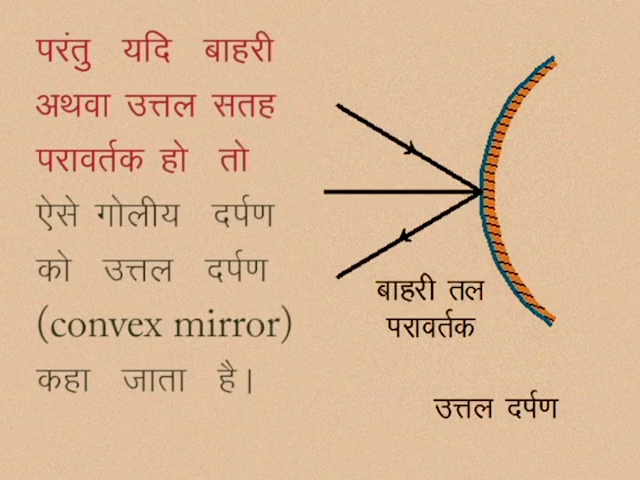 परंतु यदि बाहरी
अथवा उत्तल सतह
परावर्तक हो तो
ऐसे गोलीय दर्पण
को उत्तल दर्पण
(convex mirror)
कहा जाता है।
बाहरी तल
परावर्तक
उत्तल दर्पण